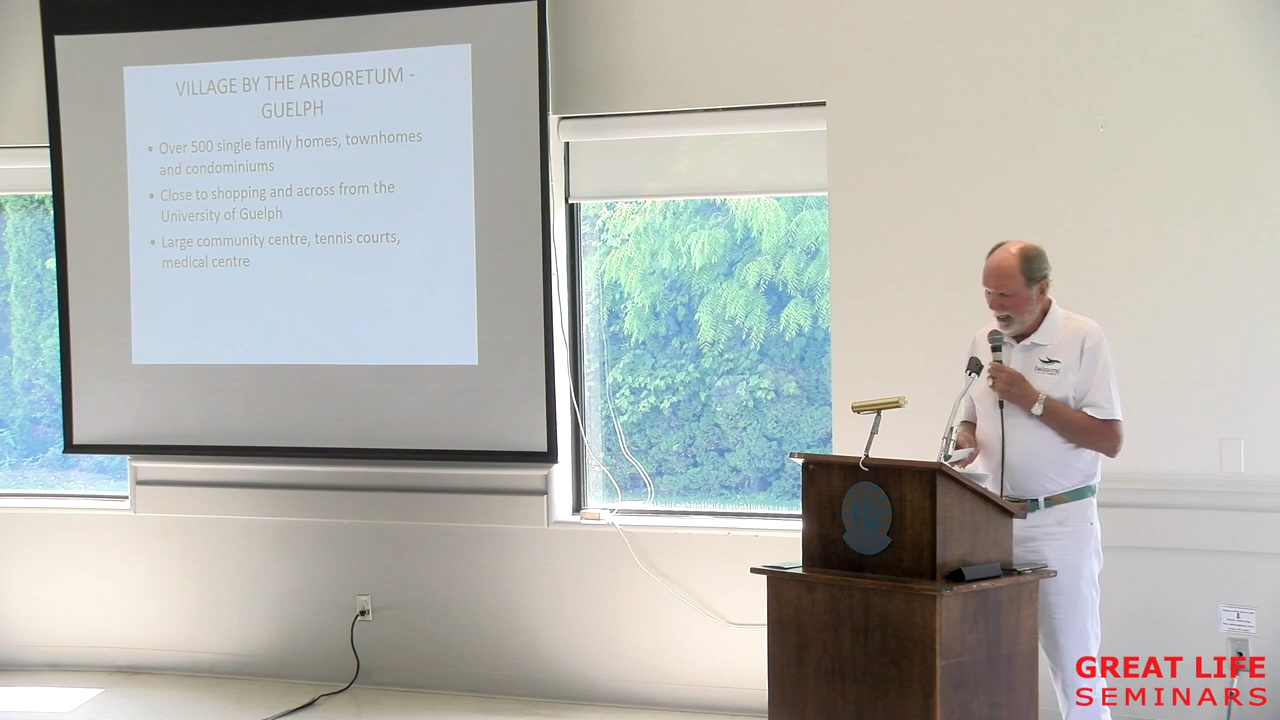 VILLAGE BY THE ARBORETUM -
GUELPH
• Over 500 single family homes, townhomes
and condominiums
• Close to shopping and across from the
University of Guelph
• Large community centre, tennis courts,
medical centre
GREAT LIFE
SEMINARS